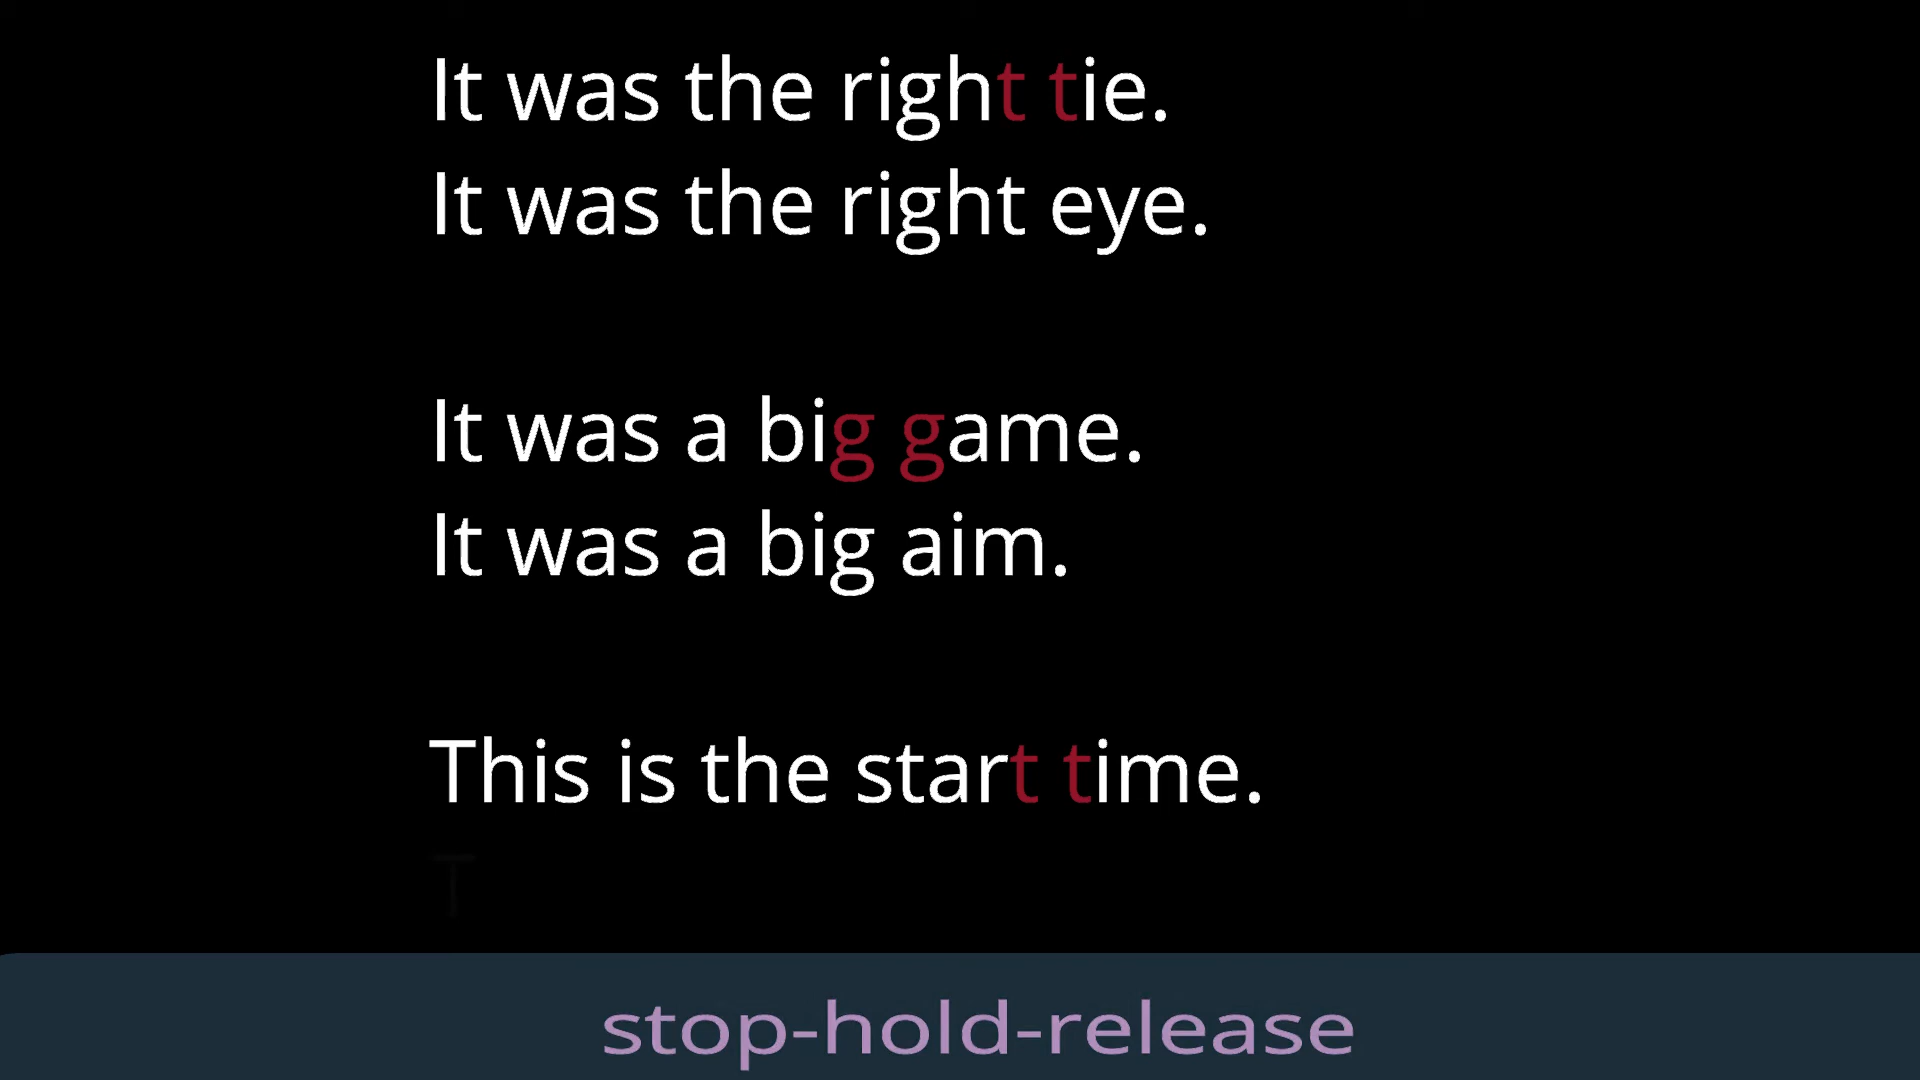 It was the right tie.
It was the right eye.
It was a big game.
It was a big aim.
This is the start time.
T
stop-hold-release